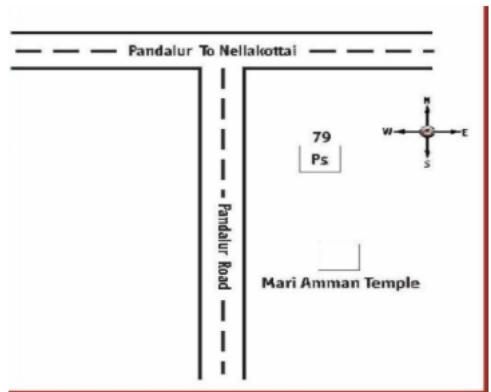 Pandalur To Nellakottai
N
W E
S
79
Ps
Pandalur Road
Mari Amman Temple